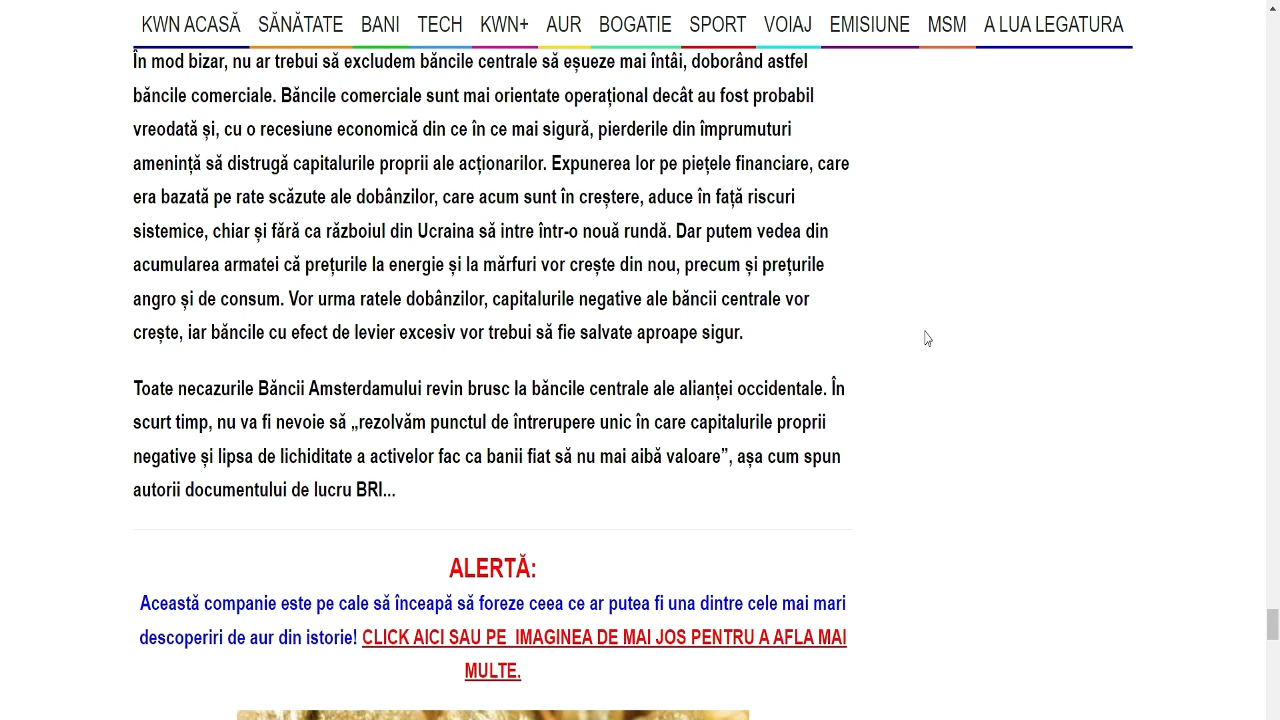 KWN ACASĂ SĂNĂTATE BANI TECH KWN+ AUR BOGATIE SPORT VOIAJ EMISIUNE MSM A LUA LEGATURA
În mod bizar, nu ar trebui să excludem băncile centrale să eșueze mai întâi, doborând astfel
băncile comerciale. Băncile comerciale sunt mai orientate operațional decât au fost probabil
vreodată și, cu o recesiune economică din ce în ce mai sigură, pierderile din împrumuturi
amenință să distrugă capitalurile proprii ale acționarilor. Expunerea lor pe piețele financiare, care
era bazată pe rate scăzute ale dobânzilor, care acum sunt în creștere, aduce în față riscuri
sistemice, chiar și fără ca războiul din Ucraina să intre într-o nouă rundă. Dar putem vedea din
acumularea armatei că prețurile la energie și la mărfuri vor crește din nou, precum și prețurile
angro și de consum. Vor urma ratele dobânzilor, capitalurile negative ale băncii centrale vor
crește, iar băncile cu efect de levier excesiv vor trebui să fie salvate aproape sigur.
Toate necazurile Băncii Amsterdamului revin brusc la băncile centrale ale alianței occidentale. În
scurt timp, nu va fi nevoie să „rezolvăm punctul de întrerupere unic în care capitalurile proprii
negative și lipsa de lichiditate a activelor fac ca banii fiat să nu mai aibă valoare”, așa cum spun
autorii documentului de lucru BRI...
ALERTĂ:
Această companie este pe cale să înceapă să foreze ceea ce ar putea fi una dintre cele mai mari
descoperiri de aur din istorie! CLICK AICI SAU PE IMAGINEA DE MAI JOS PENTRU A AFLA MAI
MULTE.